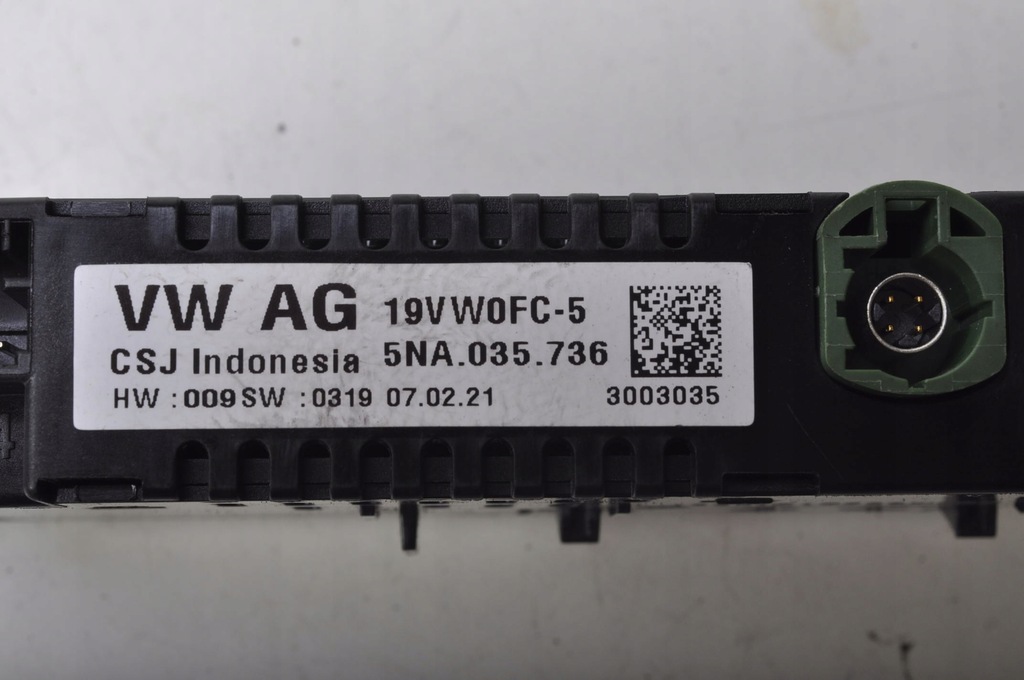 VW AG 19VW0FC-5
CSJ Indonesia 5NA.035.736
HW :009 SW :0319 07.02.21 3003035